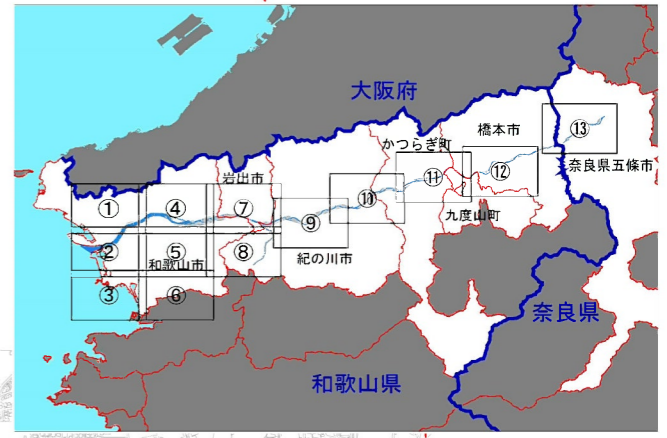 大阪府
橋本市
⑬
かつらぎ町
奈良県五條市
岩出市
⑪
⑫
①
④
⑦
⑩
九度山町
⑨
②
⑤
⑧
紀の川市
和歌山市
③
⑥
奈良県
和歌山県